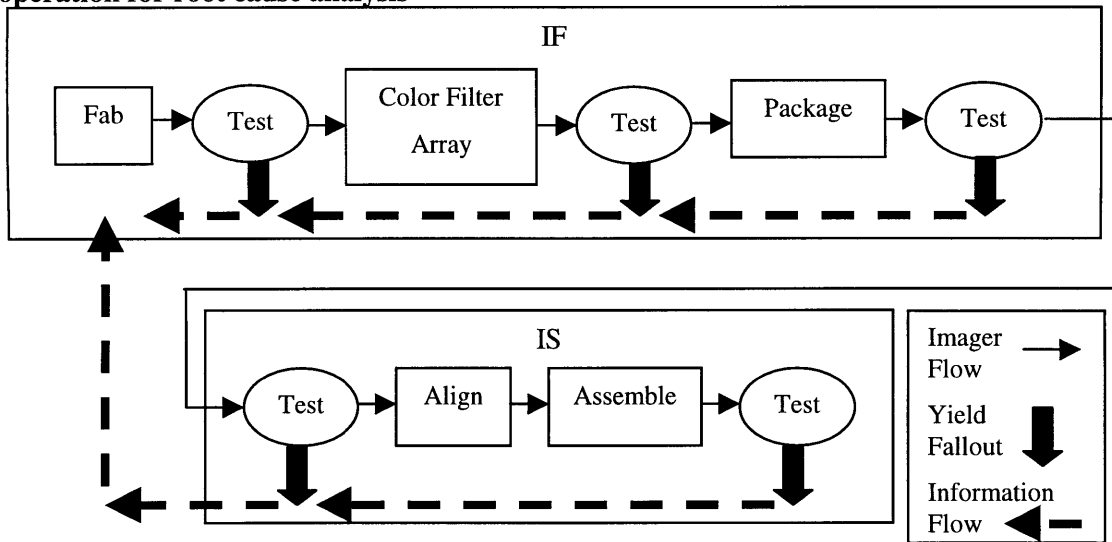 operation for root cause analysis
IF
Fab
Test
Color Filter
Array
Test
Package
Test
IS
Test
Align
Assemble
Test
Imager
Flow
Yield
Fallout
Information
Flow